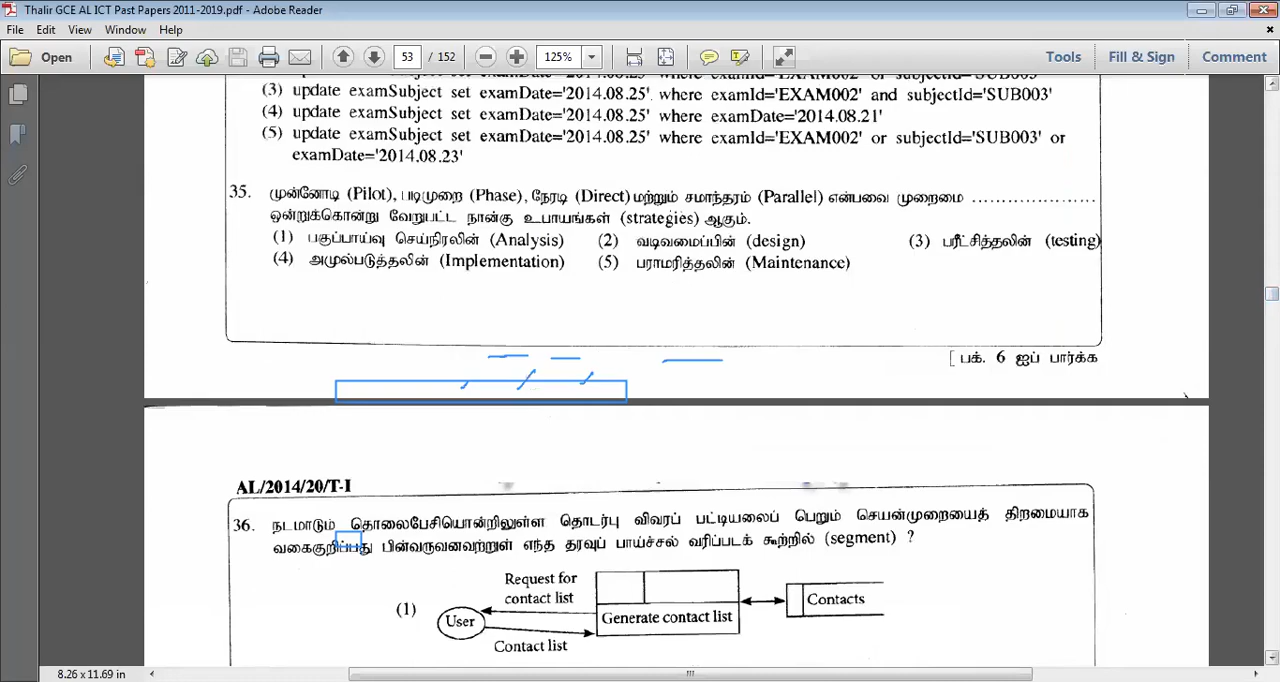 Thalir GCE AL ICT Past Papers 2011-2019.pdf - Adobe Reader
File Edit View Window Help
Open 53 / 152 125% Tools Fill & Sign Comment
(3) update examSubject set examDate='2014.08.25' where examId='EXAM002' and subjectId='SUB003'
(4) update examSubject set examDate='2014.08.25' where examDate='2014.08.21'
(5) update examSubject set examDate='2014.08.25' where examId='EXAM002' or subjectId='SUB003' or
examDate='2014.08.23'
35. முன்னோடி (Pilot), படிமுறை (Phase), நேரடி (Direct) மற்றும் சமாந்தரம் (Parallel) என்பவை முறைமை ......................
ஒன்றுக்கொன்று வேறுபட்ட நான்கு உபாயங்கள் (strategies) ஆகும்.
(1) பகுப்பாய்வு செய்நிரலின் (Analysis) (2) வடிவமைப்பின் (design) (3) பரீட்சித்தலின் (testing)
(4) அமுல்படுத்தலின் (Implementation) (5) பராமரித்தலின் (Maintenance)
[ பக். 6 ஐப் பார்க்க
AL/2014/20/T-I
36. நடமாடும் தொலைபேசியொன்றிலுள்ள தொடர்பு விவரப் பட்டியலைப் பெறும் செயன்முறையைத் திறமையாக
வகைகுறிப்பது பின்வருவனவற்றுள் எந்த தரவுப் பாய்ச்சல் வரிப்படக் கூற்றில் (segment) ?
Request for
contact list
(1) User Generate contact list Contacts
Contact list
8.26 x 11.69 in